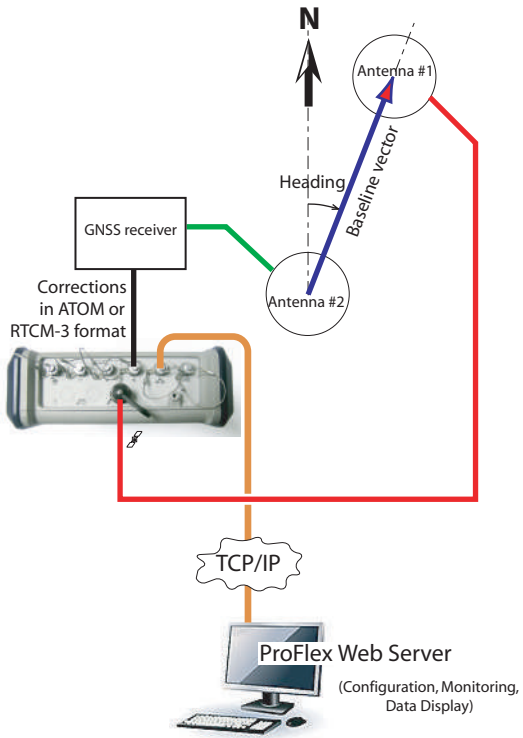 N
Antenna #1
Heading
Baseline vector
GNSS receiver
Antenna #2
Corrections
in ATOM or
RTCM-3 format
TCP/IP
ProFlex Web Server
(Configuration, Monitoring,
Data Display)